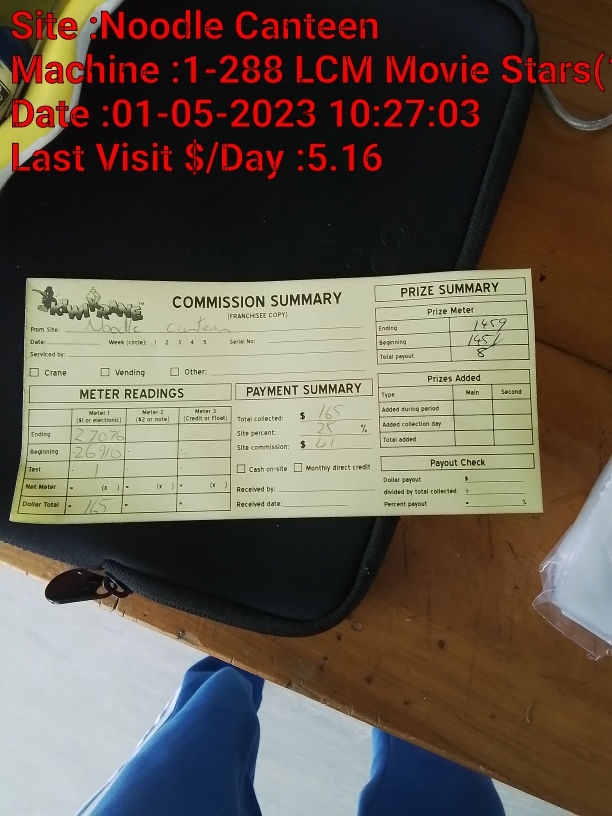 Site :Noodle Canteen
Machine :1-288 LCM Movie Stars(
Date :01-05-2023 10:27:03
Last Visit $/Day :5.16
KIWIKRANE™
COMMISSION SUMMARY
(FRANCHISEE COPY)
From Site: Noodle Canteen
Date: Week (circle): 1 2 3 4 5 Serial No:
Serviced by:
Crane Vending Other:
METER READINGS
Meter 1 ($1 or electronic) Meter 2 ($2 or note) Meter 3 (Credit or Float)
Ending 27076
Beginning -26910 - -
Test - 1 - -
Net Meter = (x ) = (x ) = (x )
Dollar Total = 165 = =
PAYMENT SUMMARY
Total collected: $ 165
Site percent: 25 %
Site commission: $ 41
Cash on-site Monthly direct credit
Received by:
Received date:
PRIZE SUMMARY
Prize Meter
Ending 1459
Beginning 1451
Total payout 8
Prizes Added
Type Main Second
Added during period
Added collection day
Total added
Payout Check
Dollar payout $
divided by total collected ÷
Percent payout = %